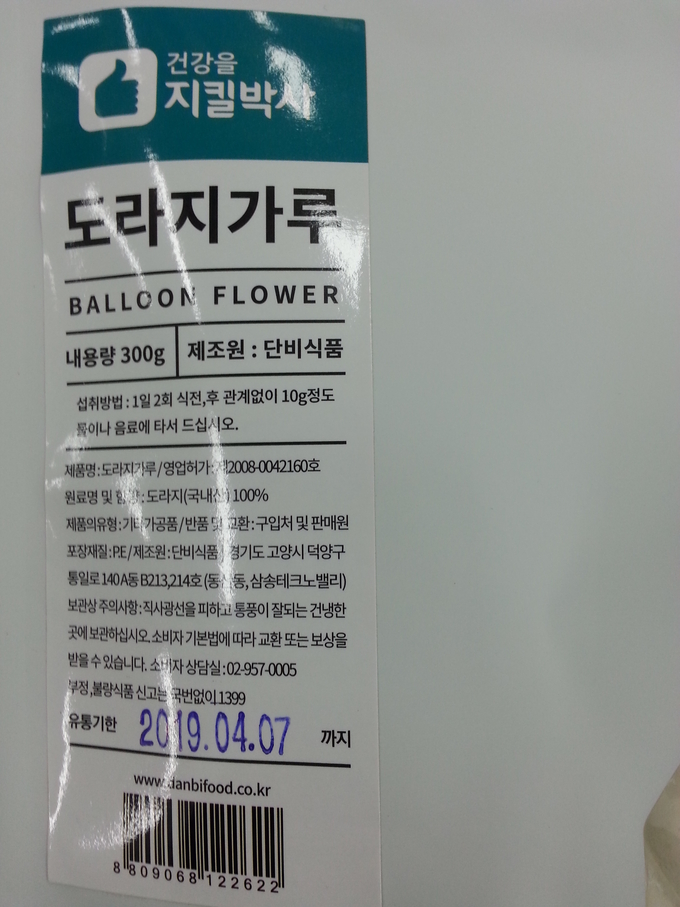 건강을
지킬박사
도라지가루
BALLOON FLOWER
내용량 300g
제조원 : 단비식품
섭취방법 : 1일 2회 식전,후 관계없이 10g정도
물이나 음료에 타서 드십시오.
제품명 : 도라지가루 / 영업허가 : 제2008-0042160호
원료명 및 함량 : 도라지(국내산) 100%
제품의유형 : 기타가공품 / 반품 및 교환 : 구입처 및 판매원
포장재질 : P.E / 제조원 : 단비식품 / 경기도 고양시 덕양구
통일로 140 A동 B213,214호 (동산동, 삼송테크노밸리)
보관상 주의사항 : 직사광선을 피하고 통풍이 잘되는 건냉한
곳에 보관하십시오. 소비자 기본법에 따라 교환 또는 보상을
받을 수 있습니다. 소비자 상담실 : 02-957-0005
부정,불량식품 신고는 국번없이 1399
유통기한 2019.04.07 까지
www.danbifood.co.kr
8 809068 122622